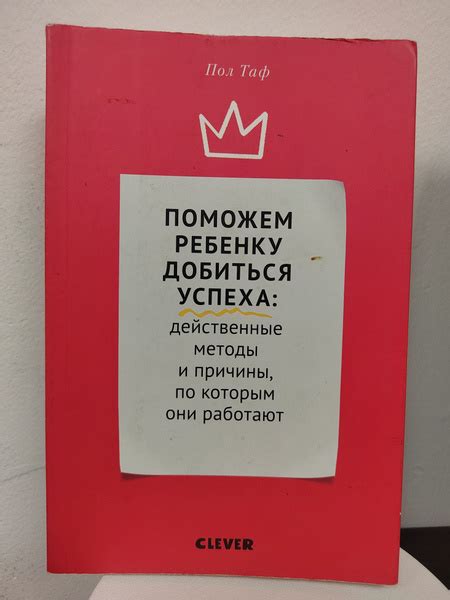 Пол Таф
ПОМОЖЕМ
РЕБЕНКУ
ДОБИТЬСЯ
УСПЕХА:
действенные
методы
и причины,
по которым
они работают
CLEVER